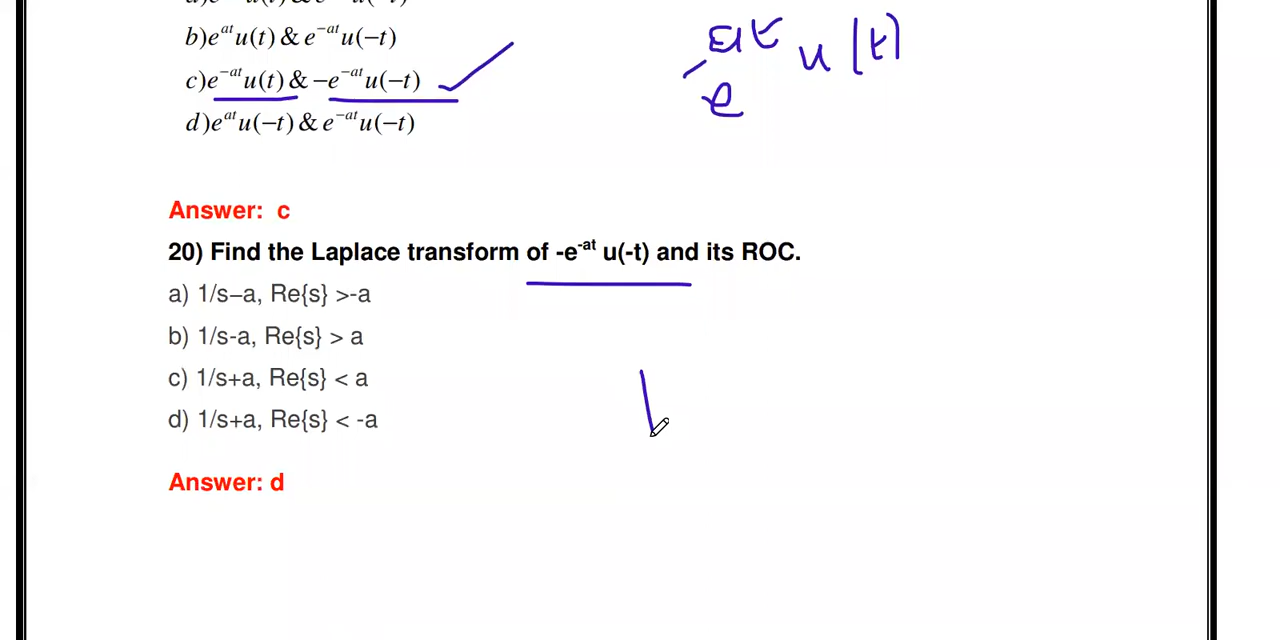 b)e^{at}u(t) & e^{-at}u(-t)
c)e^{-at}u(t) & -e^{-at}u(-t)
d)e^{at}u(-t) & e^{-at}u(-t)
e^{-at} u(t)
Answer: c
20) Find the Laplace transform of -e^{-at} u(-t) and its ROC.
a) 1/s–a, Re{s} >-a
b) 1/s-a, Re{s} > a
c) 1/s+a, Re{s} < a
d) 1/s+a, Re{s} < -a
Answer: d